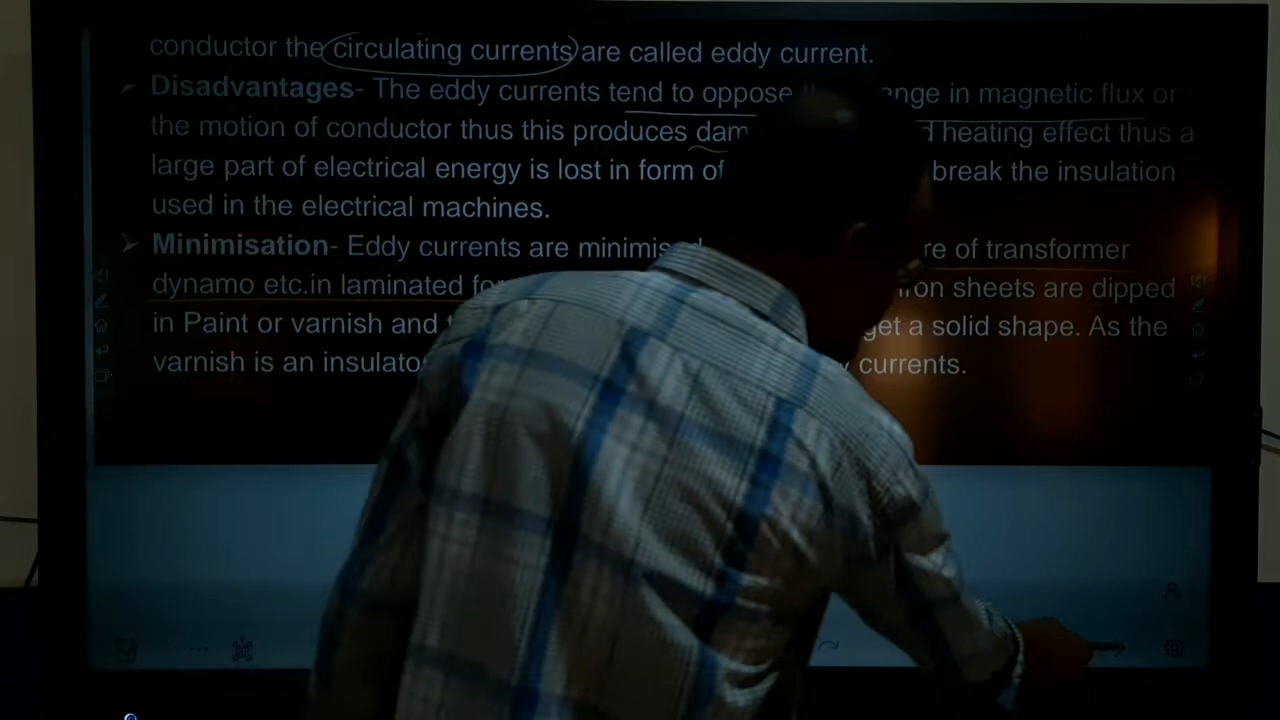 conductor the circulating currents are called eddy current.
➤ Disadvantages- The eddy currents tend to oppose ange in magnetic flux or
the motion of conductor thus this produces dam d heating effect thus a
large part of electrical energy is lost in form of break the insulation
used in the electrical machines.
➤ Minimisation- Eddy currents are minimised re of transformer
dynamo etc.in laminated for iron sheets are dipped
in Paint or varnish and get a solid shape. As the
varnish is an insulator y currents.